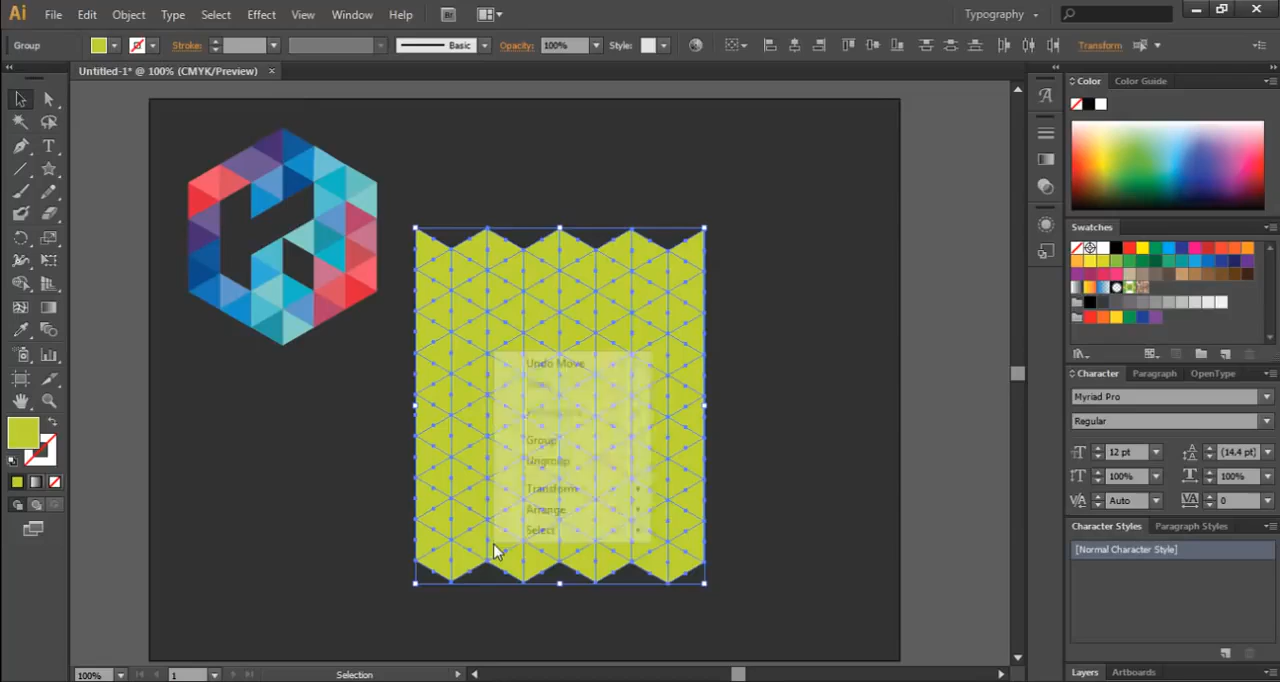 Ai File Edit Object Type Select Effect View Window Help Br Typography
Group Stroke: Basic Opacity: 100% Style: Transform
Untitled-1* @ 100% (CMYK/Preview) ×
Color Color Guide
Swatches
Undo Move
Group
Ungroup
Transform
Arrange
Select
Character Paragraph OpenType
Myriad Pro
Regular
12 pt (14.4 pt)
100% 100%
Auto 0
Character Styles Paragraph Styles
[Normal Character Style]
Layers Artboards
100% 1 Selection